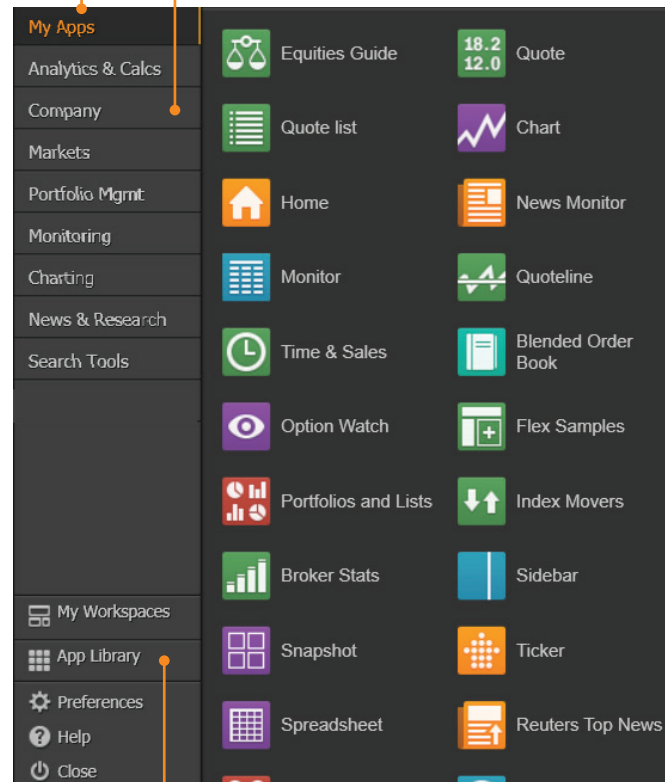 My Apps
Analytics & Calcs
Company
Markets
Portfolio Mgmt
Monitoring
Charting
News & Research
Search Tools
My Workspaces
App Library
Preferences
Help
Close
Equities Guide
18.2
12.0
Quote
Quote list
Chart
Home
News Monitor
Monitor
Quoteline
Time & Sales
Blended Order
Book
Option Watch
Flex Samples
Portfolios and Lists
Index Movers
Broker Stats
Sidebar
Snapshot
Ticker
Spreadsheet
Reuters Top News